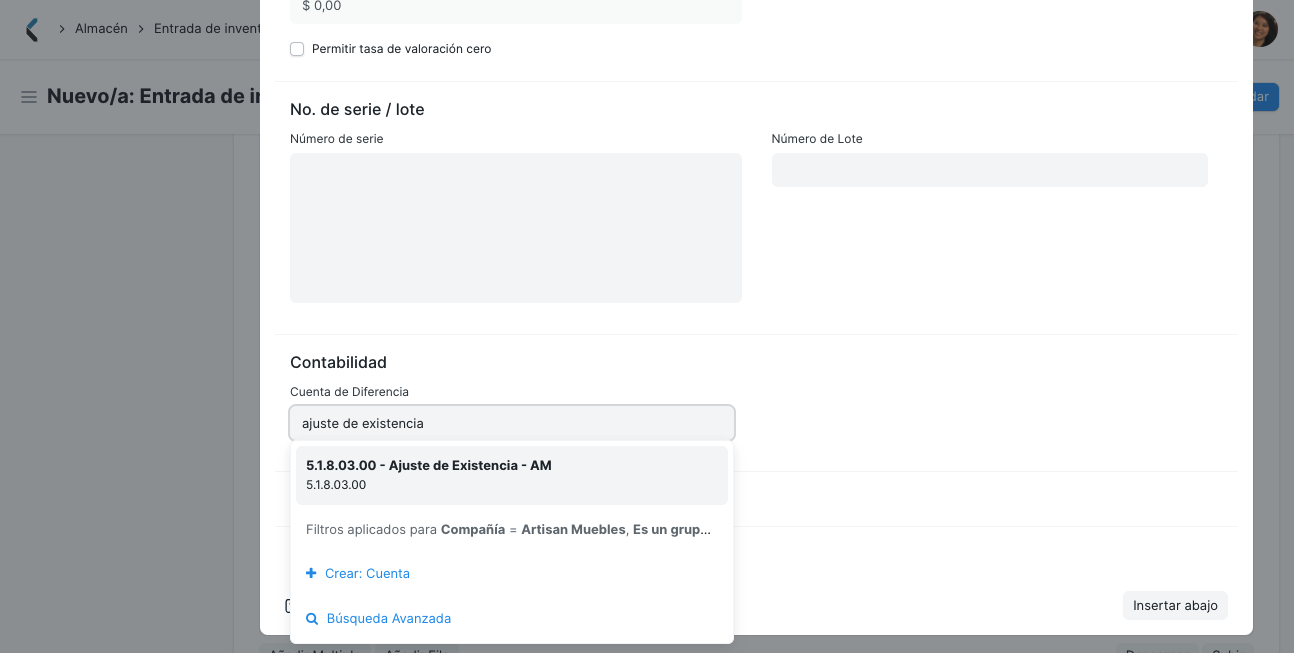 $ 0,00
Almacén
Entrada de invent
Permitir tasa de valoración cero
Nuevo/a: Entrada de in
dar
No. de serie / lote
Número de serie
Número de Lote
Contabilidad
Cuenta de Diferencia
ajuste de existencia
5.1.8.03.00 - Ajuste de Existencia - AM
5.1.8.03.00
Filtros aplicados para Compañía = Artisan Muebles, Es un grup...
Crear: Cuenta
Insertar abajo
Búsqueda Avanzada